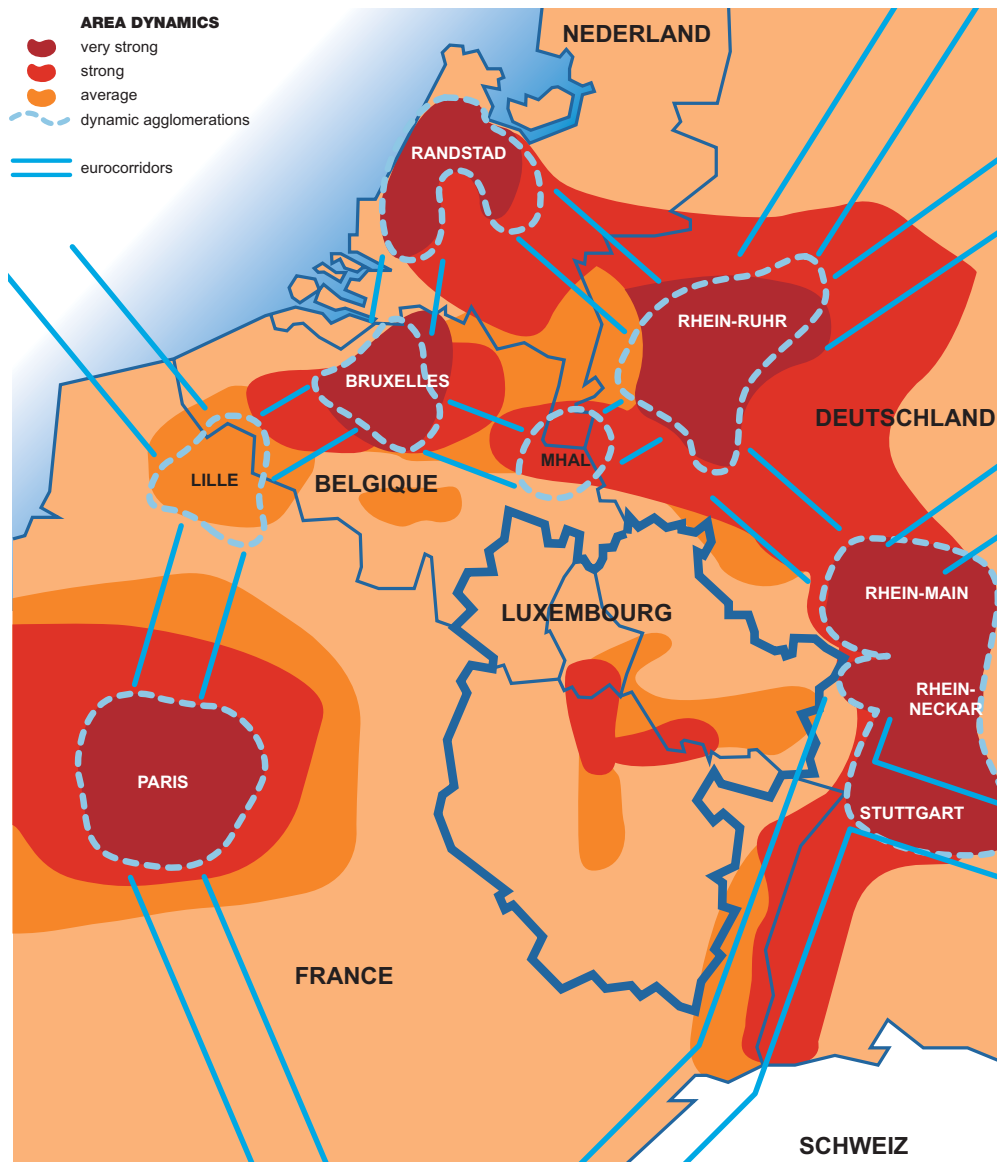 AREA DYNAMICS
very strong
strong
average
dynamic agglomerations
eurocorridors
NEDERLAND
RANDSTAD
RHEIN-RUHR
BRUXELLES
DEUTSCHLAND
MHAL
LILLE
BELGIQUE
RHEIN-MAIN
LUXEMBOURG
RHEIN-
NECKAR
PARIS
STUTTGART
FRANCE
SCHWEIZ